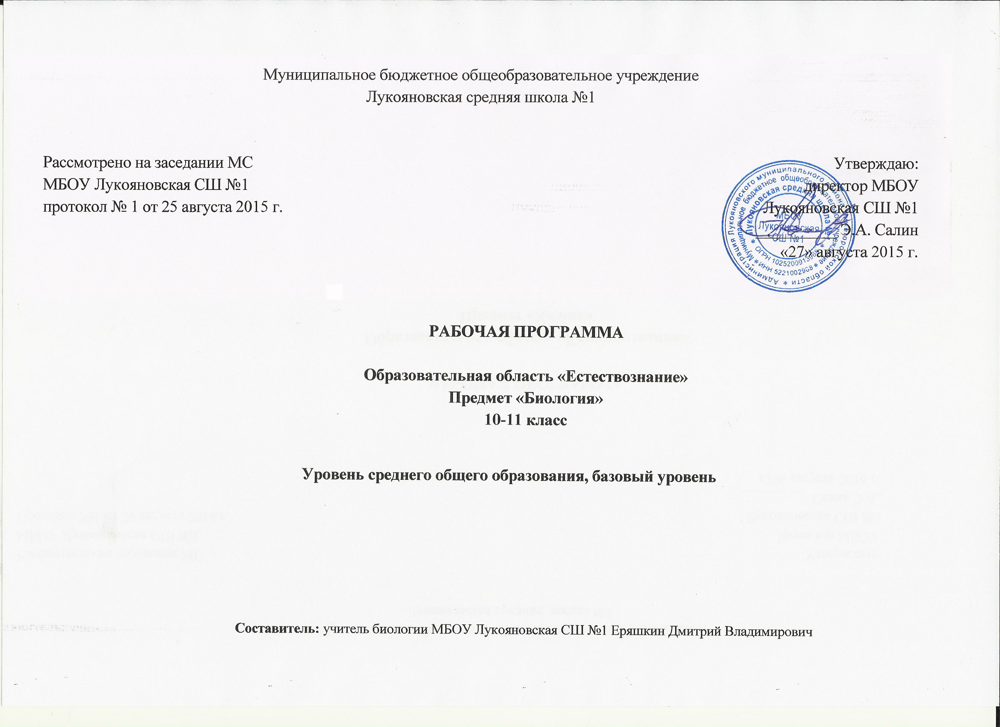 Муниципальное бюджетное общеобразовательное учреждение
Лукояновская средняя школа №1
Рассмотрено на заседании МС
МБОУ Лукояновская СШ №1
протокол № 1 от 25 августа 2015 г.
Утверждаю:
директор МБОУ
Лукояновская СШ №1
Э.А. Салин
«27» августа 2015 г.
Администрация Лукояновского муниципального района Нижегородской области
Муниципальное бюджетное общеобразовательное учреждение
Лукояновская средняя школа №1
ОГРН 1025200913968
ИНН 5221002968
МБОУ
Лукояновская
СШ №1
РАБОЧАЯ ПРОГРАММА
Образовательная область «Естествознание»
Предмет «Биология»
10-11 класс
Уровень среднего общего образования, базовый уровень
Составитель: учитель биологии МБОУ Лукояновская СШ №1 Еряшкин Дмитрий Владимирович